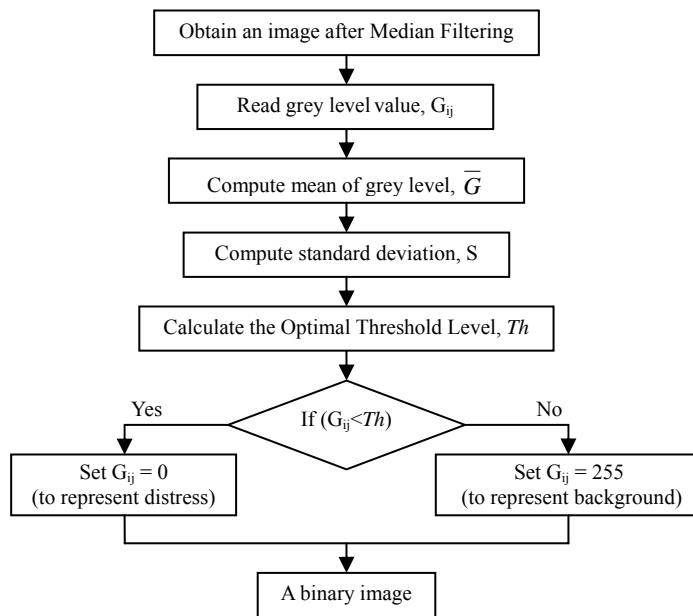 Obtain an image after Median Filtering
Read grey level value, Gij
Compute mean of grey level, G̅
Compute standard deviation, S
Calculate the Optimal Threshold Level, Th
If (Gij<Th)
Yes
No
Set Gij = 0
(to represent distress)
Set Gij = 255
(to represent background)
A binary image